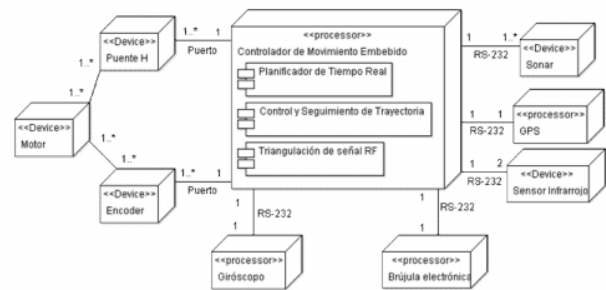 <<processor>>
Controlador de Movimiento Embebido
Planificador de Tiempo Real
Control y Seguimiento de Trayectoria
Triangulación de señal RF
<<Device>>
Puente H
1..*
1..*
1..*
1
Puerto
<<Device>>
Motor
1..*
1..*
<<Device>>
Encoder
1..*
1
Puerto
1
1..*
RS-232
<<Device>>
Sonar
1
1
RS-232
<<processor>>
GPS
1
2
RS-232
<<Device>>
Sensor Infrarrojo
1
RS-232
1
<<processor>>
Giróscopo
1
RS-232
1
<<processor>>
Brújula electrónica